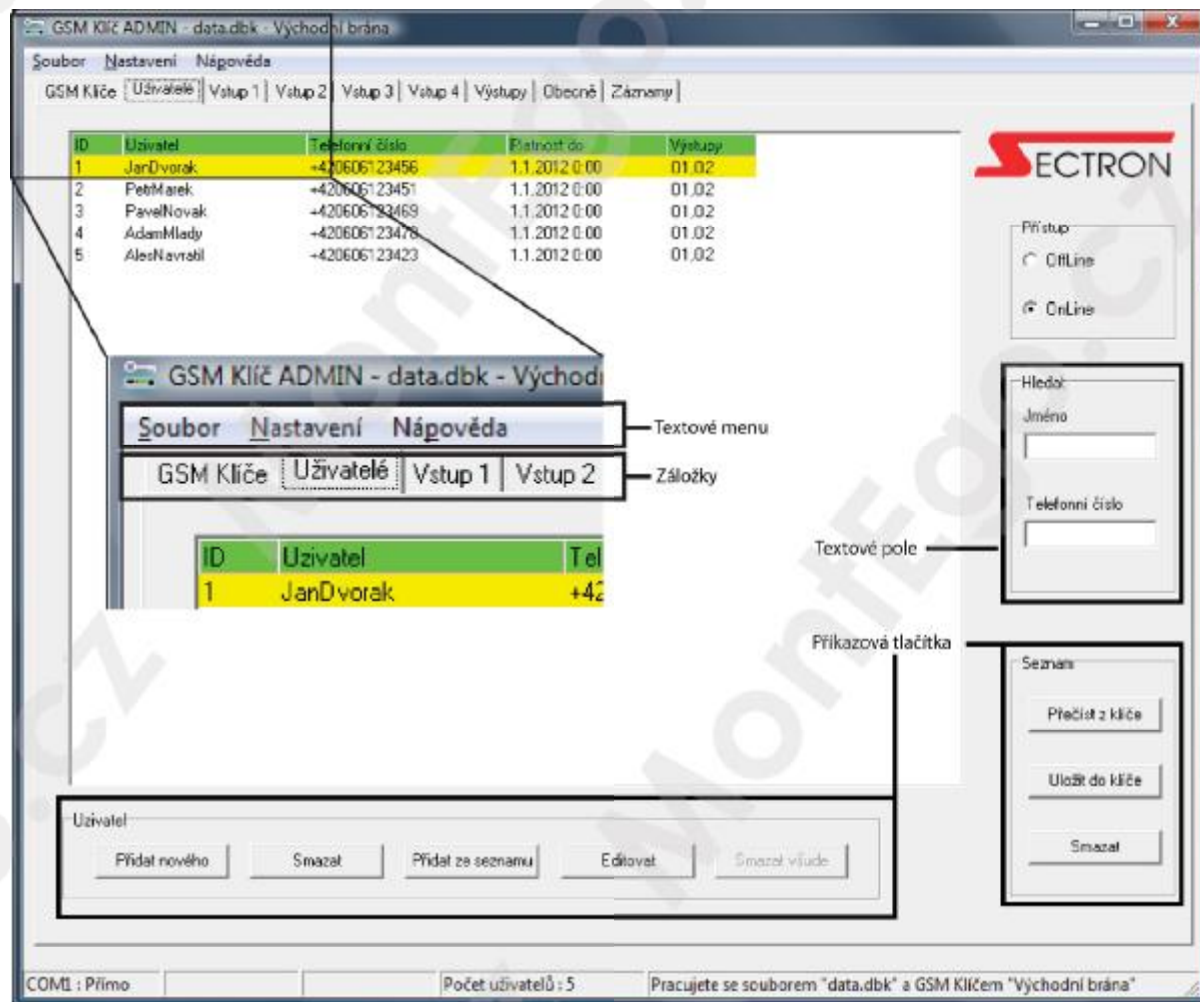 GSM Klíč ADMIN - data.dbk - Východní brána
Soubor Nastavení Nápověda
GSM Klíče Uživatelé Vstup 1 Vstup 2 Vstup 3 Vstup 4 Výstupy Obecně Záznamy
ID Uzivatel Telefonní číslo Platnost do Výstupy
1 JanDvorak +420606123456 1.1.2012 0:00 01,02
2 PetrMarek +420606123451 1.1.2012 0:00 01,02
3 PavelNovak +420606123469 1.1.2012 0:00 01,02
4 AdamMlady +420606123478 1.1.2012 0:00 01,02
5 AlesNavratil +420606123423 1.1.2012 0:00 01,02
SECTRON
Přístup
OffLine
OnLine
GSM Klíč ADMIN - data.dbk - Východ
Soubor Nastavení Nápověda
Textové menu
GSM Klíče Uživatelé Vstup 1 Vstup 2
Záložky
ID Uzivatel Tel
1 JanDvorak +42
Hledat
Jméno
Telefonní číslo
Textové pole
Příkazová tlačítka
Seznam
Přečíst z klíče
Uložit do klíče
Smazat
Uzivatel
Přidat nového Smazat Přidat ze seznamu Editovat Smazat všude
COM1 : Přímo Počet uživatelů : 5 Pracujete se souborem "data.dbk" a GSM Klíčem "Východní brána"
MontEgo.cz